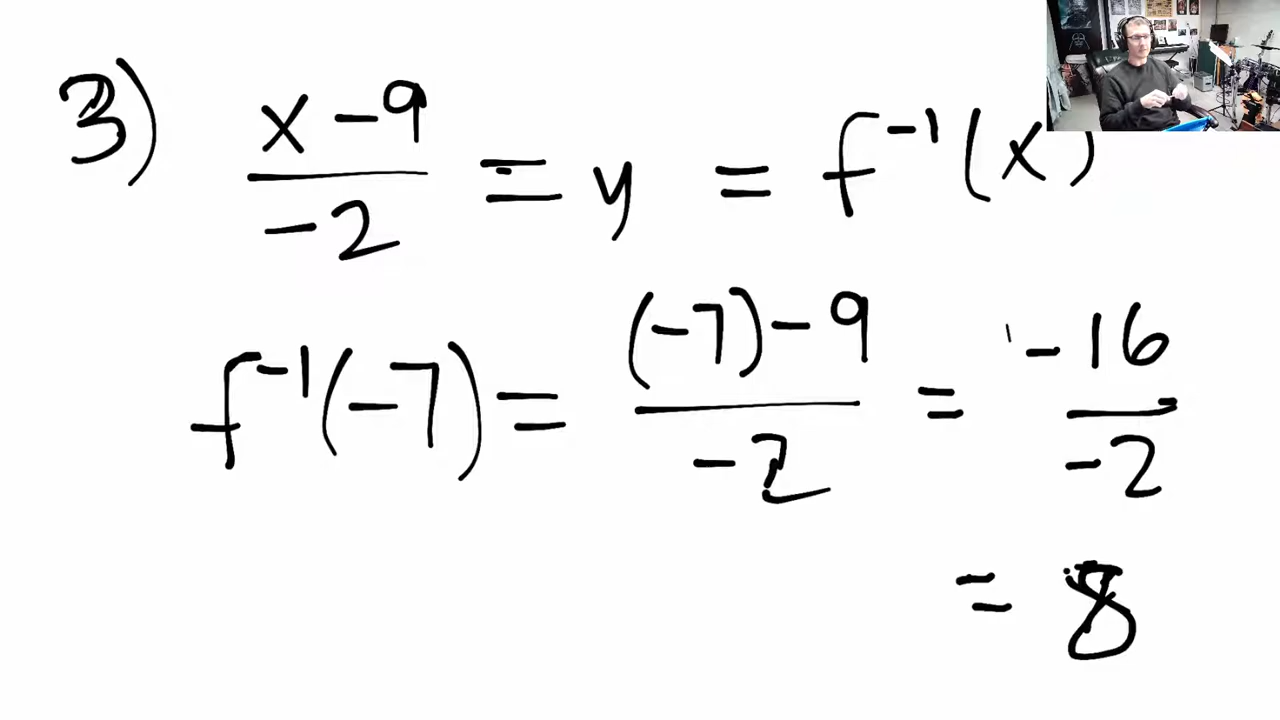 3) x - 9 / -2 = y = f⁻¹(x)
f⁻¹(-7) = (-7) - 9 / -2 = -16 / -2
= 8